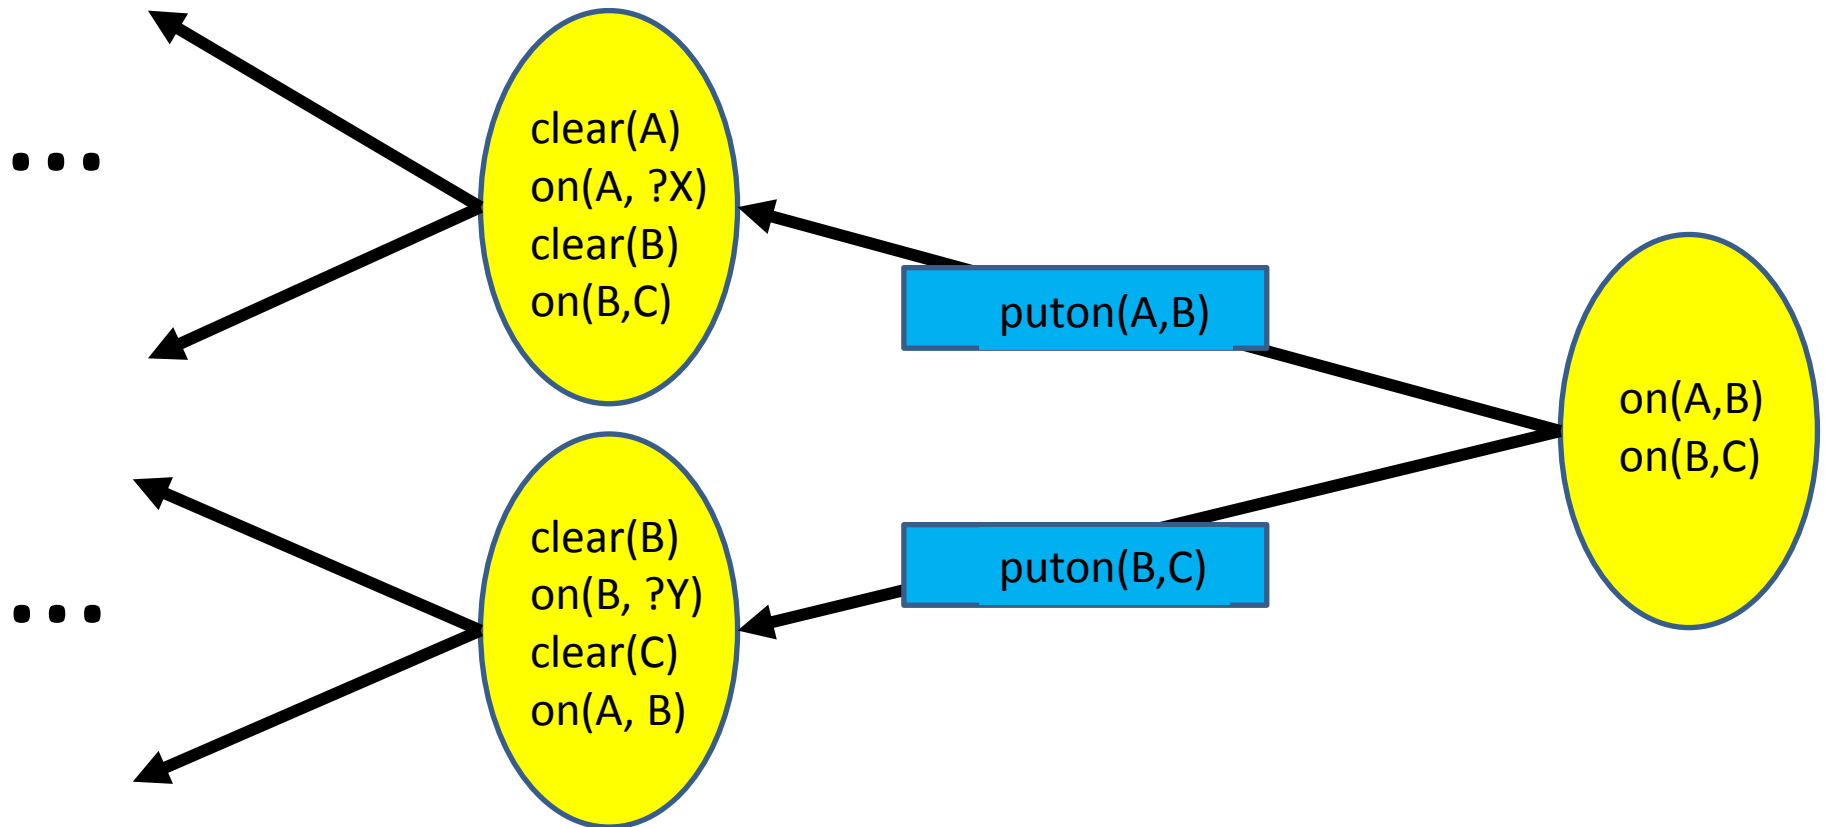 ...
clear(A)
on(A, ?X)
clear(B)
on(B,C)
puton(A,B)
on(A,B)
on(B,C)
...
clear(B)
on(B, ?Y)
clear(C)
on(A, B)
puton(B,C)